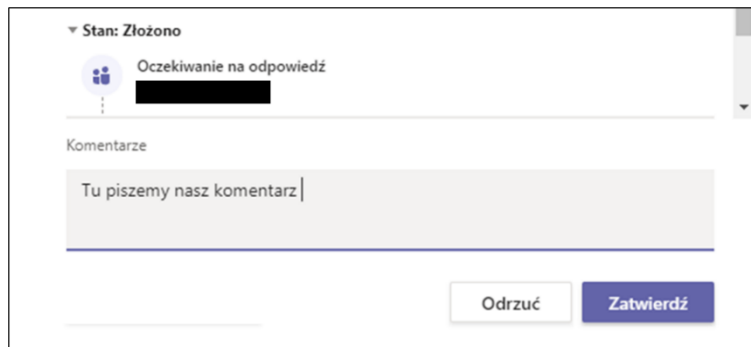 Stan: Złożono
Oczekiwanie na odpowiedź
Komentarze
Tu piszemy nasz komentarz
Odrzuć
Zatwierdź